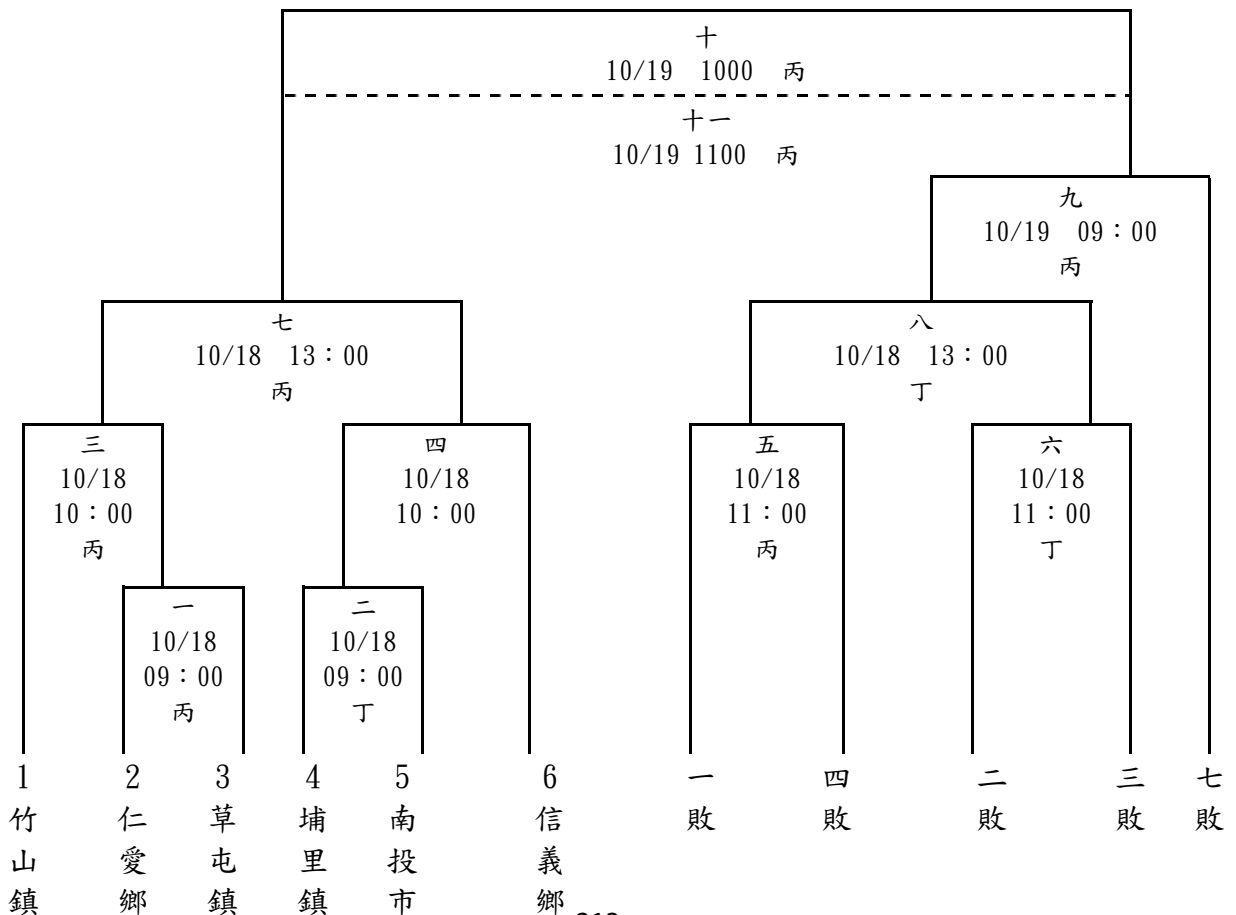 十
10/19 1000 丙
十一
10/19 1100 丙
九
10/19 09：00
丙
七
10/18 13：00
丙
八
10/18 13：00
丁
三
10/18
10：00
丙
四
10/18
10：00
五
10/18
11：00
丙
六
10/18
11：00
丁
一
10/18
09：00
丙
二
10/18
09：00
丁
1竹山鎮
2仁愛鄉
3草屯鎮
4埔里鎮
5南投市
6信義鄉
一敗
四敗
二敗
三敗
七敗